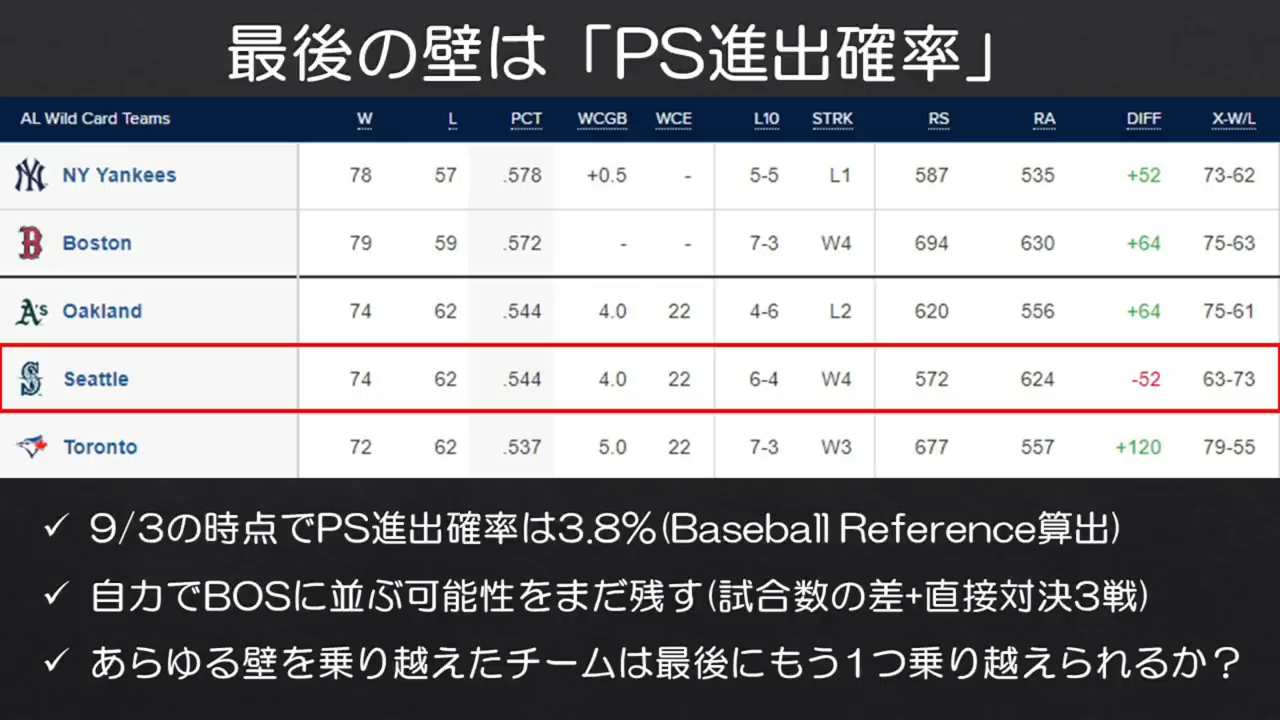 最後の壁は「PS進出確率」
AL Wild Card Teams W L PCT WCGB WCE L10 STRK RS RA DIFF X-W/L
NY Yankees 78 57 .578 +0.5 - 5-5 L1 587 535 +52 73-62
B Boston 79 59 .572 - - 7-3 W4 694 630 +64 75-63
A's Oakland 74 62 .544 4.0 22 4-6 L2 620 556 +64 75-61
S Seattle 74 62 .544 4.0 22 6-4 W4 572 624 -52 63-73
Toronto 72 62 .537 5.0 22 7-3 W3 677 557 +120 79-55
✓ 9/3の時点でPS進出確率は3.8%(Baseball Reference算出)
✓ 自力でBOSに並ぶ可能性をまだ残す(試合数の差+直接対決3戦)
✓ あらゆる壁を乗り越えたチームは最後にもう1つ乗り越えられるか？